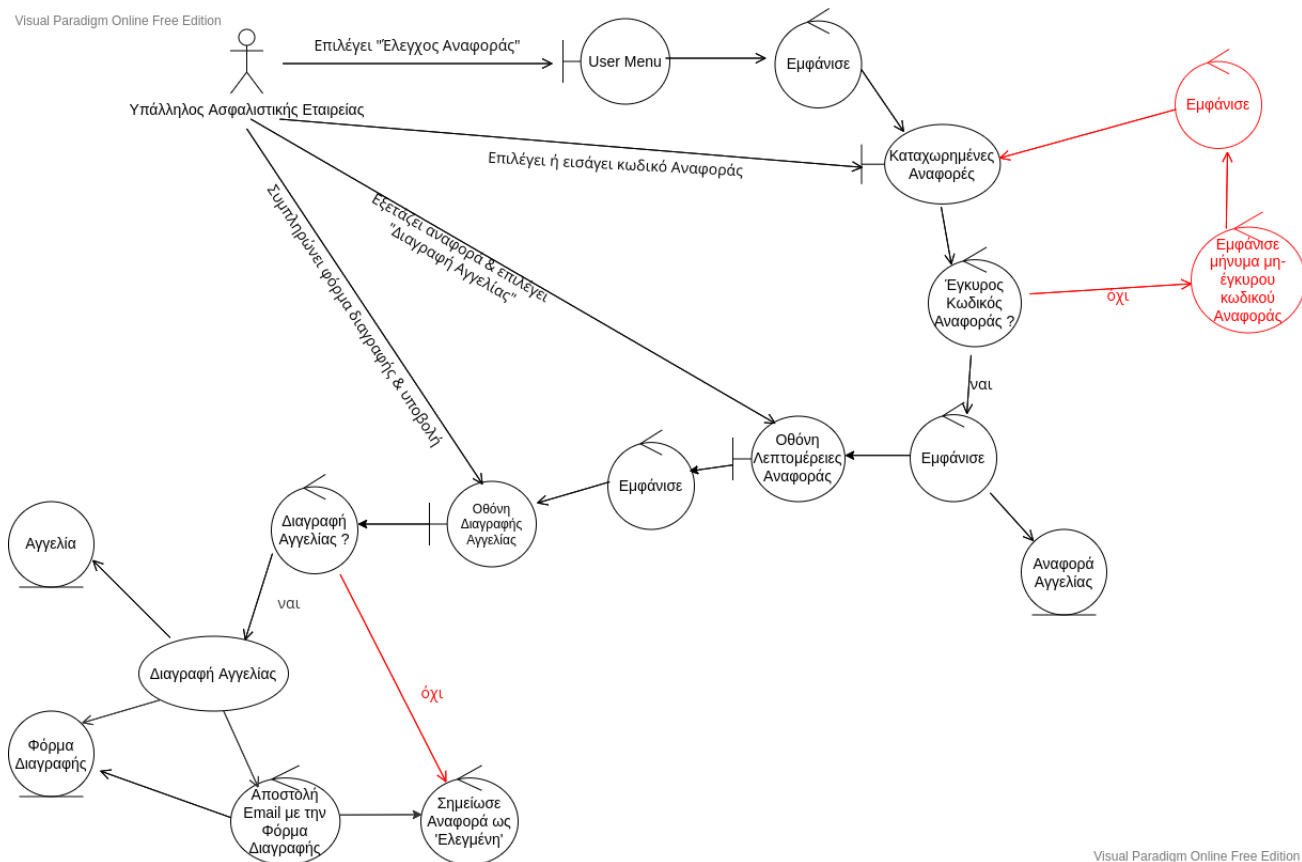 Visual Paradigm Online Free Edition
Επιλέγει "Έλεγχος Αναφοράς"
User Menu
Εμφάνισε
Εμφάνισε
Υπάλληλος Ασφαλιστικής Εταιρείας
Επιλέγει ή εισάγει κωδικό Αναφοράς
Καταχωρημένες
Αναφορές
Συμπληρώνει φόρμα διαγραφής & υποβολή
Εξετάζει αναφορά & επιλέγει
"Διαγραφή Αγγελίας"
Έγκυρος
Κωδικός
Αναφοράς ?
όχι
Εμφάνισε
μήνυμα μη-
έγκυρου
κωδικού
Αναφοράς
ναι
Οθόνη
Λεπτομέρειες
Αναφοράς
Εμφάνισε
Εμφάνισε
Οθόνη
Διαγραφής
Αγγελίας
Διαγραφή
Αγγελίας ?
Αγγελία
Αναφορά
Αγγελίας
ναι
Διαγραφή Αγγελίας
όχι
Φόρμα
Διαγραφής
Αποστολή
Email με την
Φόρμα
Διαγραφής
Σημείωσε
Αναφορά ως
'Ελεγμένη'
Visual Paradigm Online Free Edition